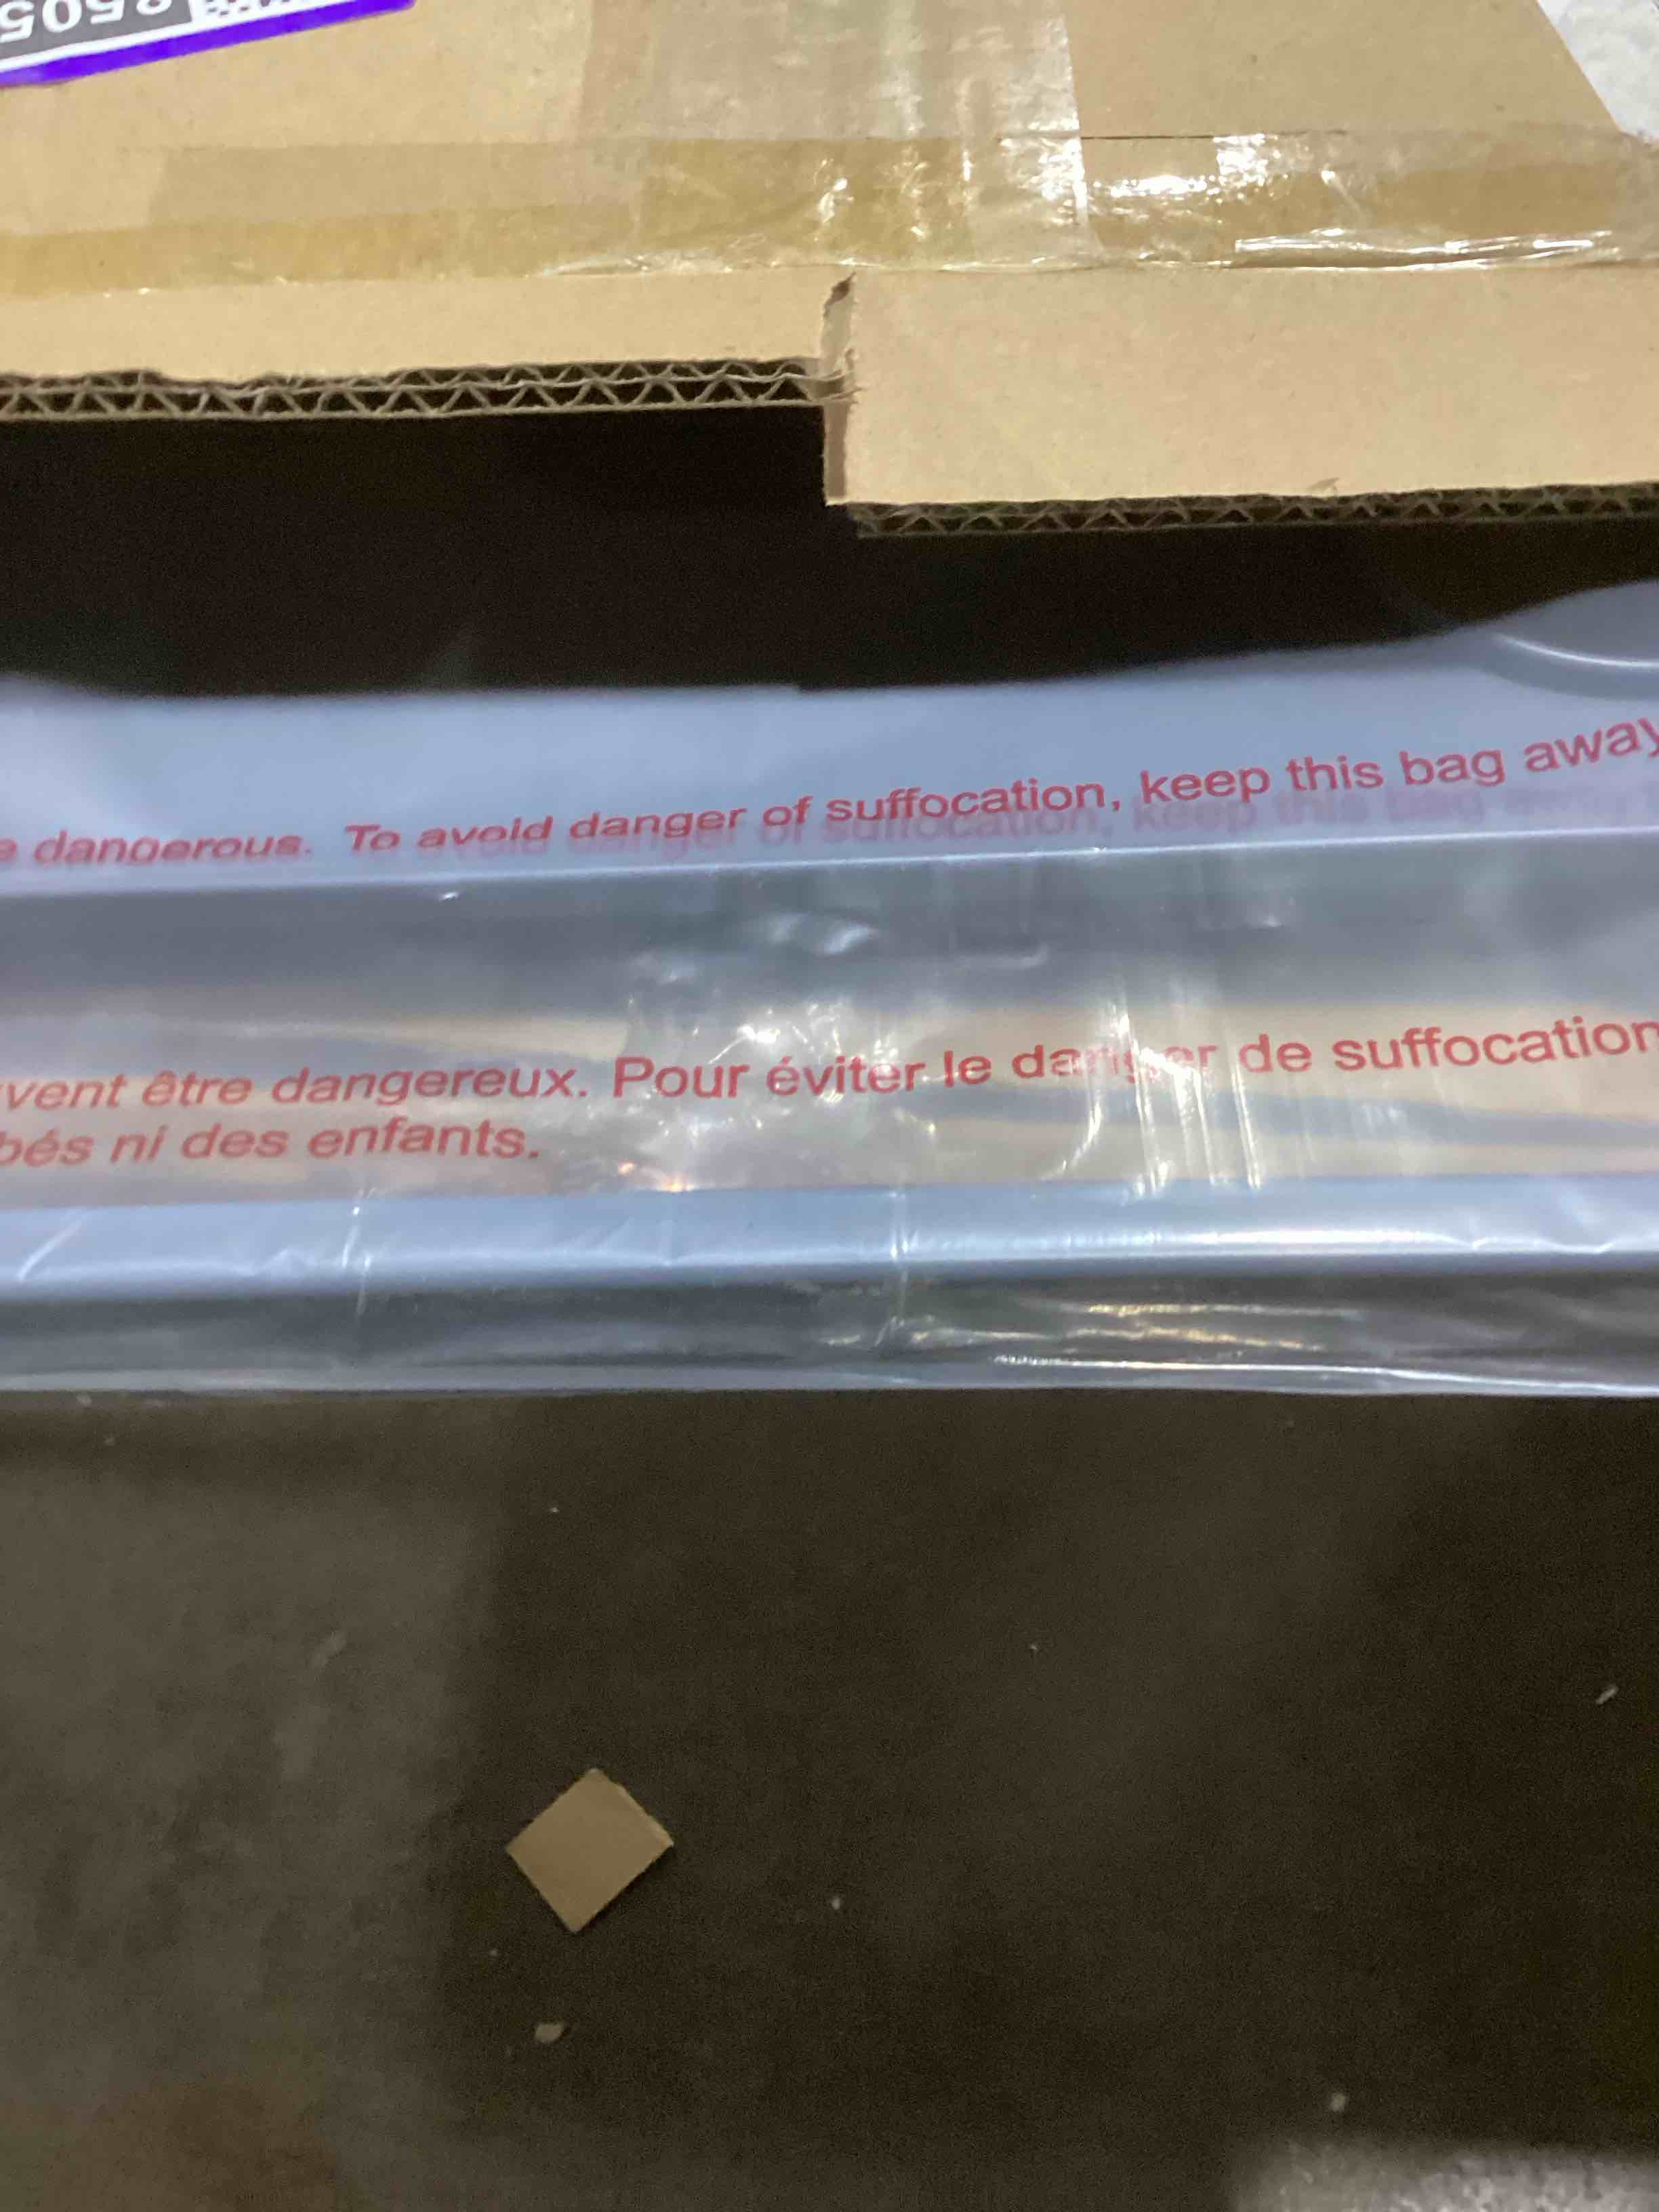 8505
e dangerous. To avoid danger of suffocation, keep this bag away
vent être dangereux. Pour éviter le danger de suffocation
bés ni des enfants.